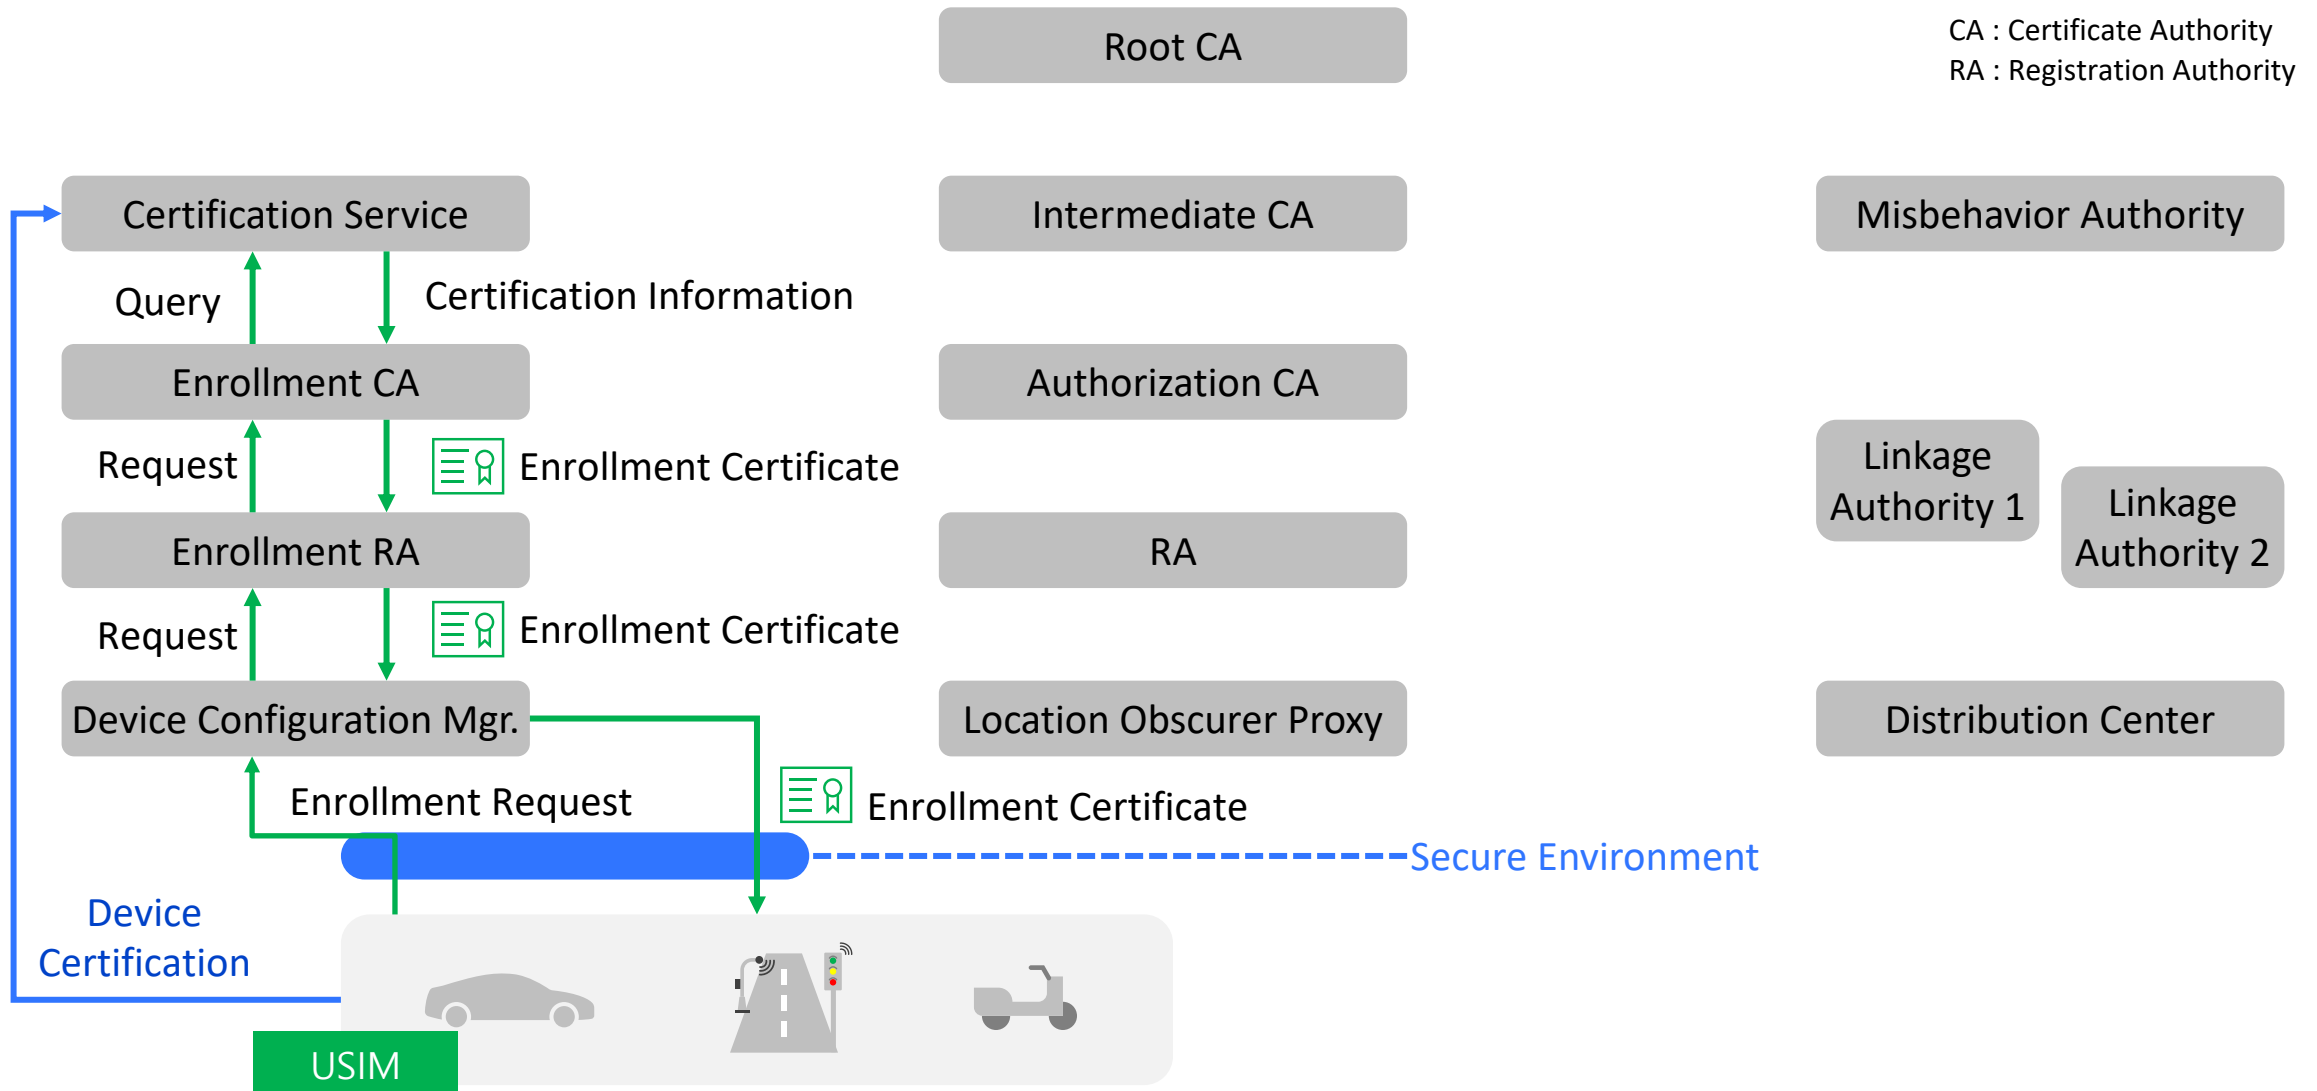 Root CA
CA : Certificate Authority
RA : Registration Authority
Certification Service
Intermediate CA
Misbehavior Authority
Query
Certification Information
Enrollment CA
Authorization CA
Request
Enrollment Certificate
Linkage
Authority 1
Linkage
Authority 2
Enrollment RA
RA
Request
Enrollment Certificate
Device Configuration Mgr.
Location Obscurer Proxy
Distribution Center
Enrollment Request
Enrollment Certificate
Secure Environment
Device
Certification
USIM